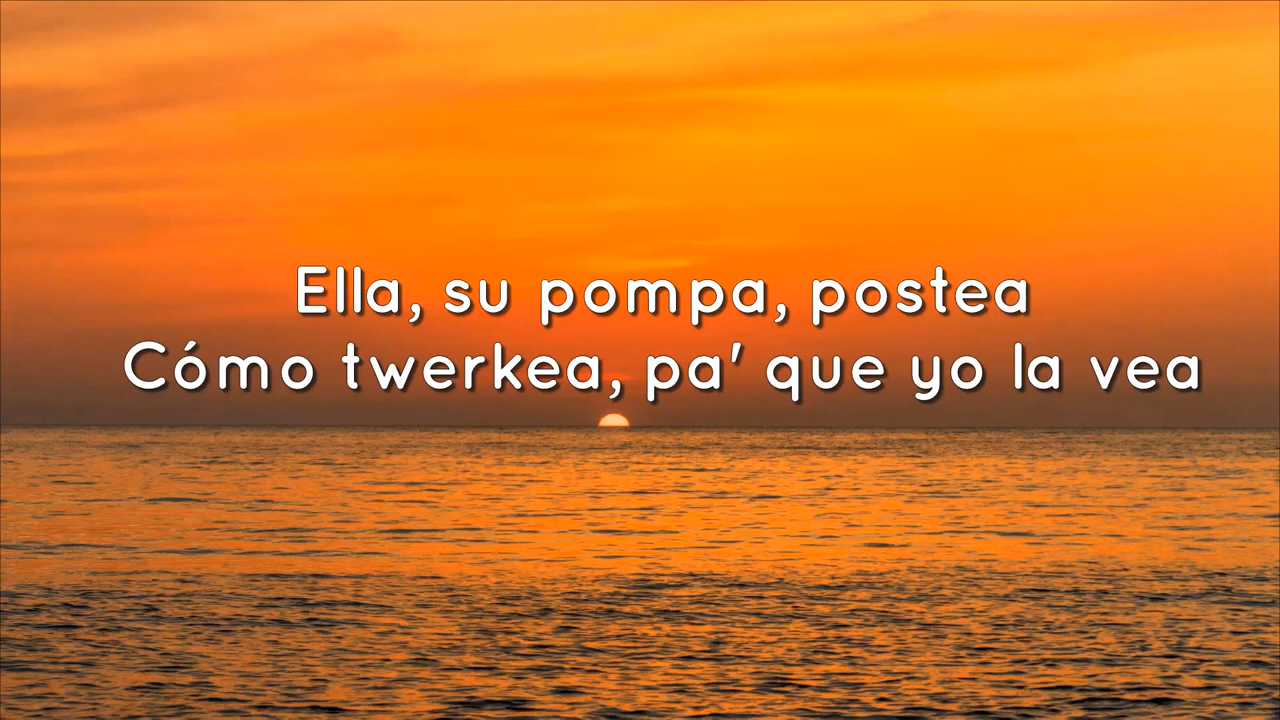 Ella, su pompa, postea
Cómo twerkea, pa' que yo la vea